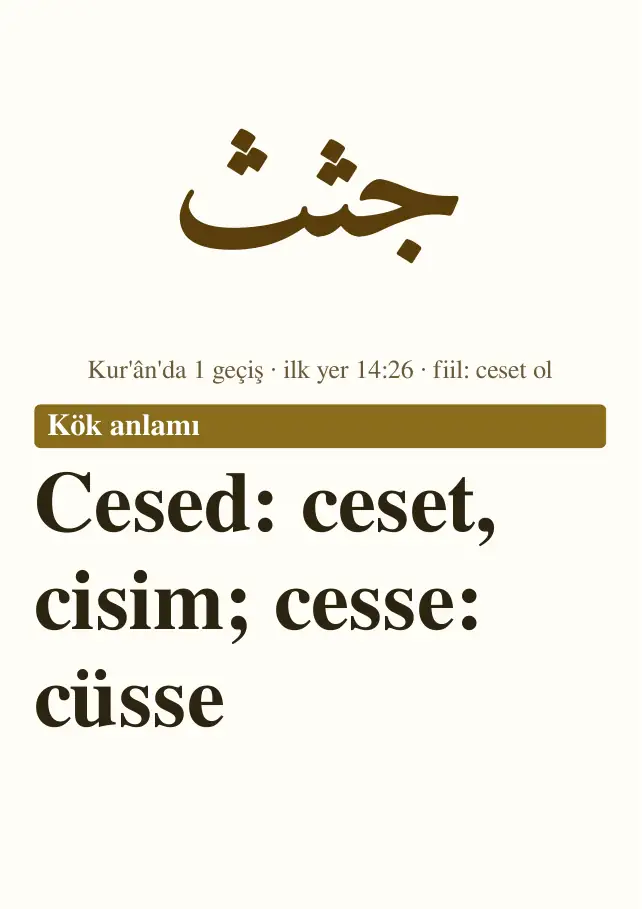 جثث
Kur'ân'da 1 geçiş · ilk yer 14:26 · fiil: ceset ol
Kök anlamı
Cesed: ceset,
cisim; cesse:
cüsse